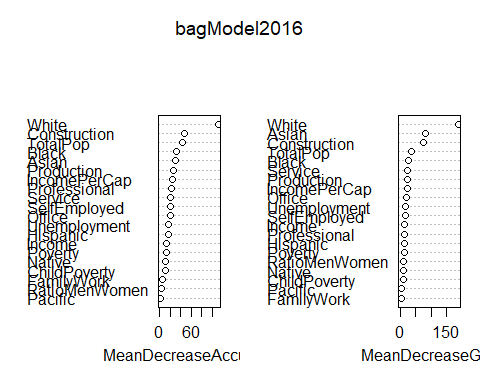 bagModel2016
White
Construction
TotalPop
Black
Asian
Production
IncomePerCap
Professional
Service
SelfEmployed
Office
Unemployment
Hispanic
Income
Poverty
Native
ChildPoverty
FamilyWork
RatioMenWomen
Pacific
0 60
MeanDecreaseAccu
White
Asian
Construction
TotalPop
Black
Service
Production
IncomePerCap
Office
Unemployment
SelfEmployed
Income
Professional
Hispanic
Poverty
RatioMenWomen
Native
ChildPoverty
Pacific
FamilyWork
0 150
MeanDecreaseG